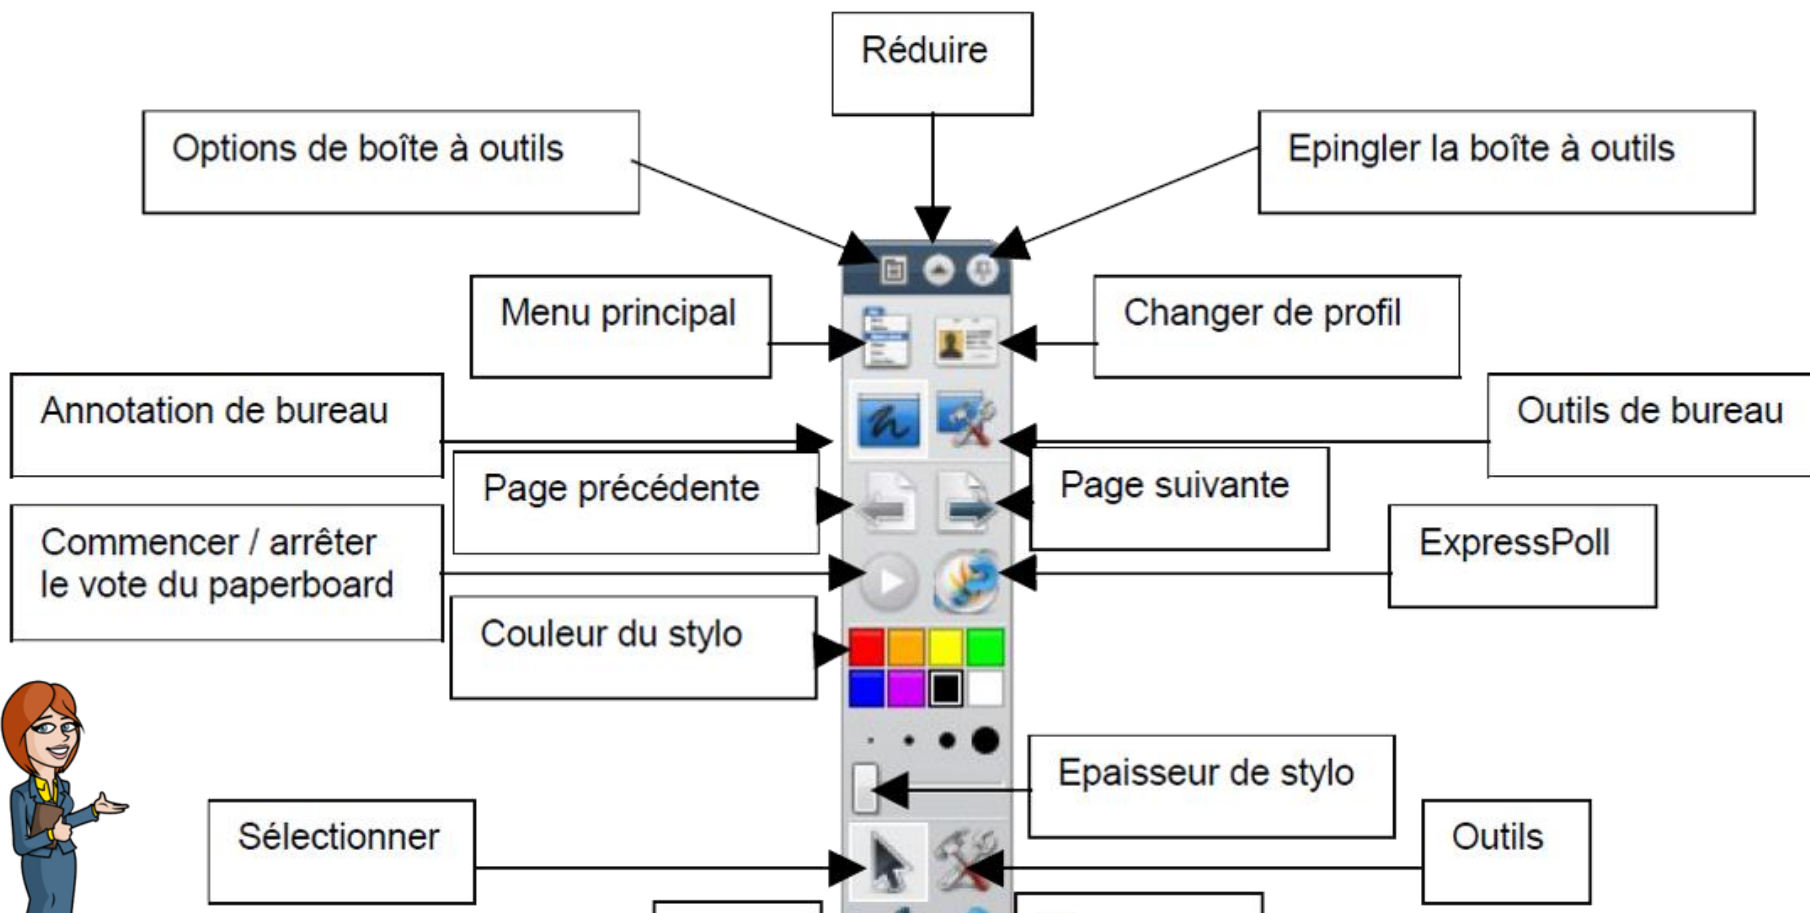 Réduire
Options de boîte à outils
Epingler la boîte à outils
Menu principal
Changer de profil
Annotation de bureau
Outils de bureau
Page précédente
Page suivante
Commencer / arrêter
le vote du paperboard
ExpressPoll
Couleur du stylo
Epaisseur de stylo
Sélectionner
Outils